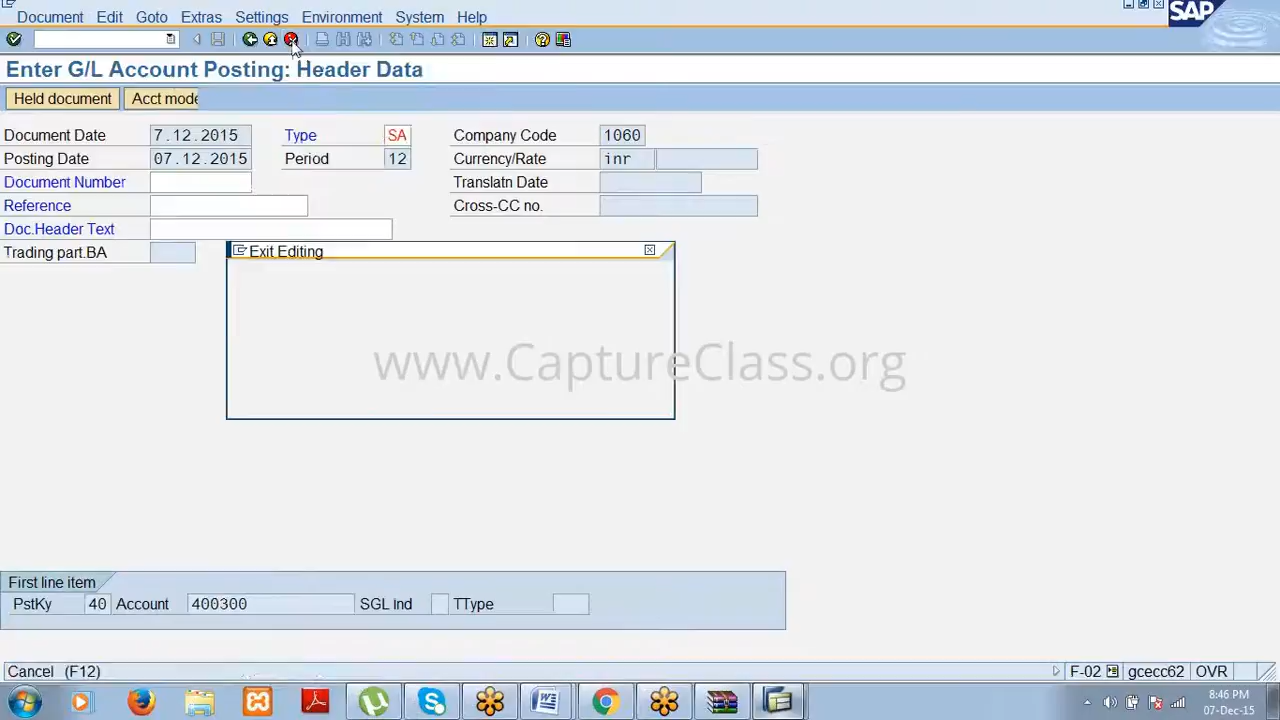 Document Edit Goto Extras Settings Environment System Help
SAP
Enter G/L Account Posting: Header Data
Held document Acct mode
Document Date 7.12.2015 Type SA Company Code 1060
Posting Date 07.12.2015 Period 12 Currency/Rate inr
Document Number Translatn Date
Reference Cross-CC no.
Doc.Header Text
Trading part.BA
Exit Editing
www.CaptureClass.org
First line item
PstKy 40 Account 400300 SGL Ind TType
Cancel (F12) F-02 gcecc62 OVR
8:46 PM
07-Dec-15